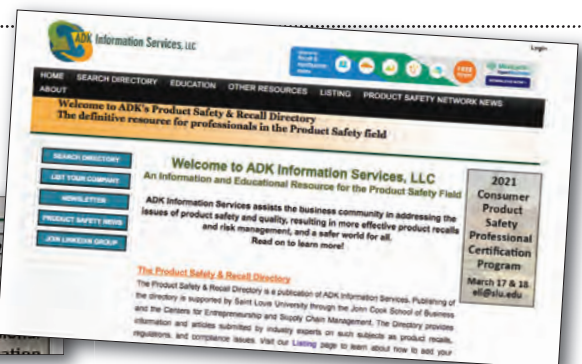 ADK Information Services, LLC
Login
HOME SEARCH DIRECTORY EDUCATION OTHER RESOURCES LISTING PRODUCT SAFETY NETWORK NEWS
ABOUT
Welcome to ADK's Product Safety & Recall Directory
The definitive resource for professionals in the Product Safety field
SEARCH DIRECTORY
LIST YOUR COMPANY
NEWSLETTER
PRODUCT SAFETY NEWS
JOIN LINKEDIN GROUP
Welcome to ADK Information Services, LLC
An Information and Educational Resource for the Product Safety Field
ADK Information Services assists the business community in addressing the
issues of product safety and quality, resulting in more effective product recalls
and risk management, and a safer world for all.
Read on to learn more!
2021
Consumer
Product
Safety
Professional
Certification
Program
March 17 & 18
eli@slu.edu
The Product Safety & Recall Directory
The Product Safety & Recall Directory is a publication of ADK Information Services. Publishing of
the directory is supported by Saint Louis University through the John Cook School of Business
and the Centers for Entrepreneurship and Supply Chain Management. The Directory provides
information and articles submitted by industry experts on such subjects as product recalls,
regulations, and compliance issues. Visit our Listing page to learn about how to add your